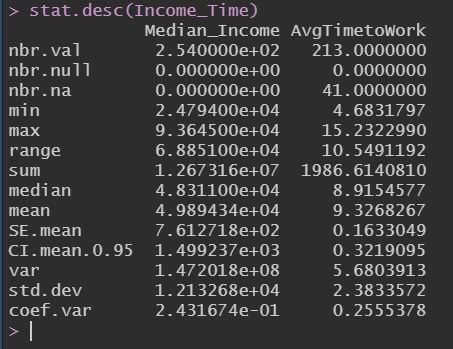 > stat.desc(Income_Time)
Median_Income AvgTimetoWork
nbr.val 2.540000e+02 213.0000000
nbr.null 0.000000e+00 0.0000000
nbr.na 0.000000e+00 41.0000000
min 2.479400e+04 4.6831797
max 9.364500e+04 15.2322990
range 6.885100e+04 10.5491192
sum 1.267316e+07 1986.6140810
median 4.831100e+04 8.9154577
mean 4.989434e+04 9.3268267
SE.mean 7.612718e+02 0.1633049
CI.mean.0.95 1.499237e+03 0.3219095
var 1.472018e+08 5.6803913
std.dev 1.213268e+04 2.3833572
coef.var 2.431674e-01 0.2555378
>